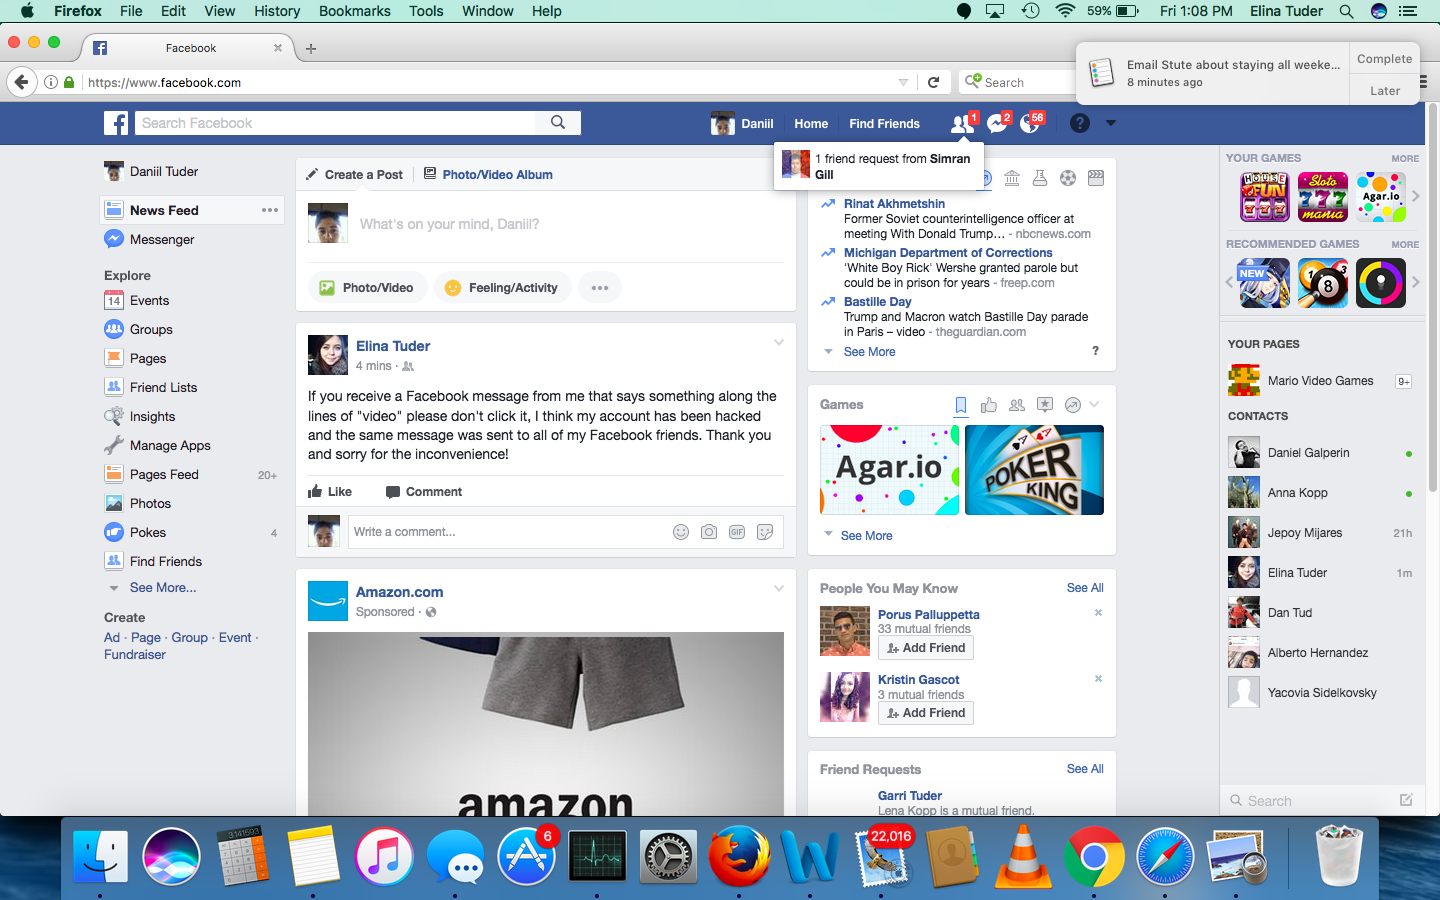 Firefox File Edit View History Bookmarks Tools Window Help
59% Fri 1:08 PM Elina Tuder
Facebook
https://www.facebook.com
Search
Email Stute about staying all weeke...
8 minutes ago
Complete
Later
Search Facebook
Daniil Home Find Friends
1
2
56
?
1 friend request from Simran
Gill
Daniil Tuder
News Feed
Messenger
Explore
14 Events
Groups
Pages
Friend Lists
Insights
Manage Apps
Pages Feed 20+
Photos
Pokes 4
Find Friends
See More...
Create
Ad · Page · Group · Event ·
Fundraiser
Create a Post
Photo/Video Album
What's on your mind, Daniil?
Photo/Video
Feeling/Activity
Elina Tuder
4 mins ·
If you receive a Facebook message from me that says something along the
lines of "video" please don't click it, I think my account has been hacked
and the same message was sent to all of my Facebook friends. Thank you
and sorry for the inconvenience!
Like Comment
Write a comment...
GIF
Amazon.com
Sponsored ·
amazon
Rinat Akhmetshin
Former Soviet counterintelligence officer at
meeting With Donald Trump... - nbcnews.com
Michigan Department of Corrections
'White Boy Rick' Wershe granted parole but
could be in prison for years - freep.com
Bastille Day
Trump and Macron watch Bastille Day parade
in Paris – video - theguardian.com
See More ?
Games
Agar.io
POKER
KING
See More
People You May Know See All
Porus Palluppetta
33 mutual friends
Add Friend
Kristin Gascot
3 mutual friends
Add Friend
Friend Requests See All
Garri Tuder
Lena Kopp is a mutual friend.
YOUR GAMES MORE
HOUSE
OF
FUN
777
Sloto
777
mania
Agar.io
RECOMMENDED GAMES MORE
NEW
1
3
8
YOUR PAGES
Mario Video Games 9+
CONTACTS
Daniel Galperin
Anna Kopp
Jepoy Mijares 21h
Elina Tuder 1m
Dan Tud
Alberto Hernandez
Yacovia Sidelkovsky
Search
3.141593
6
22,016